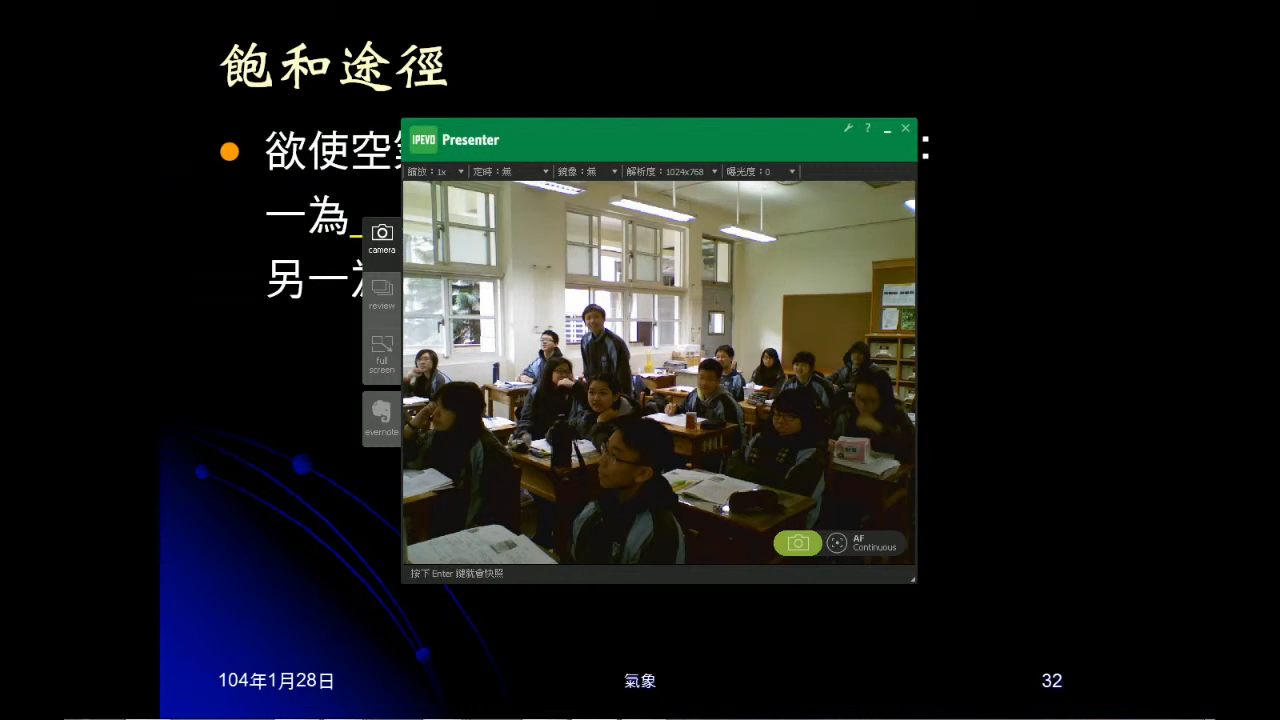 飽和途徑
欲使空
IPEVO Presenter
縮放：1x 定時：無 鏡像：無 解析度：1024x768 曝光度：0
一為
camera
另一為
review
full
screen
evernote
AF
Continuous
按下 Enter 鍵就會快照
104年1月28日 氣象 32